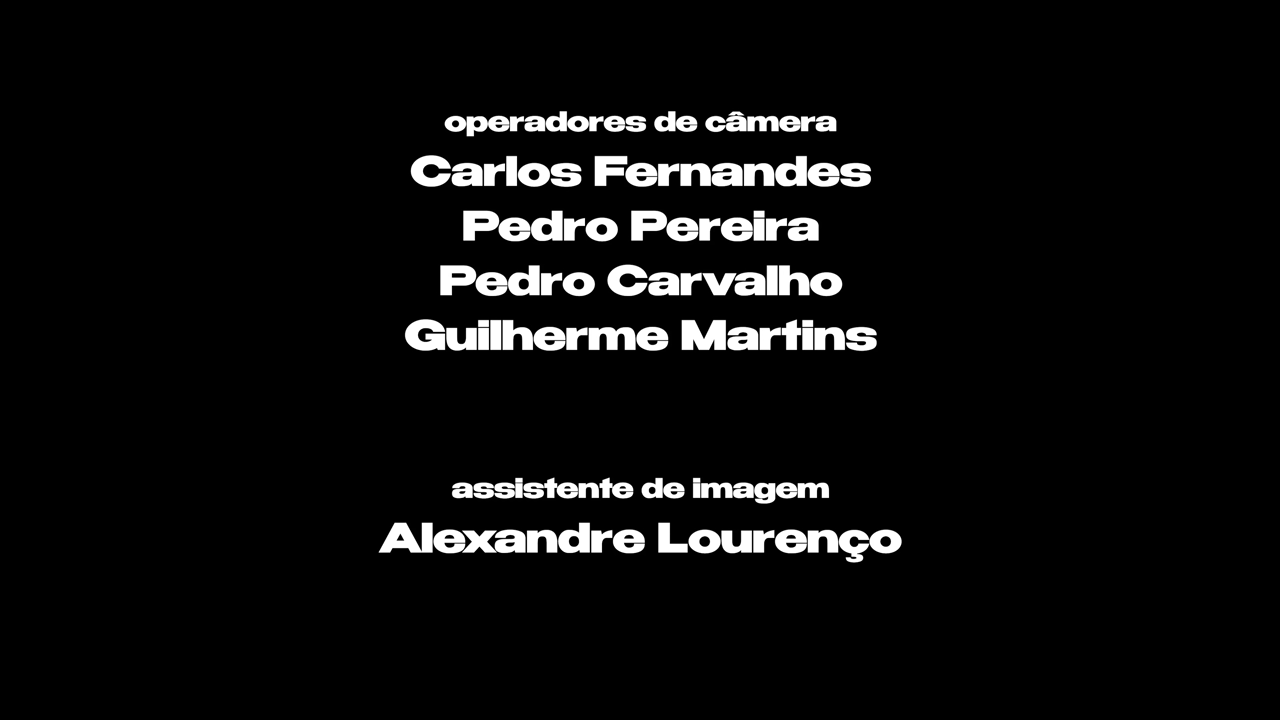 operadores de câmera
Carlos Fernandes
Pedro Pereira
Pedro Carvalho
Guilherme Martins
assistente de imagem
Alexandre Lourenço